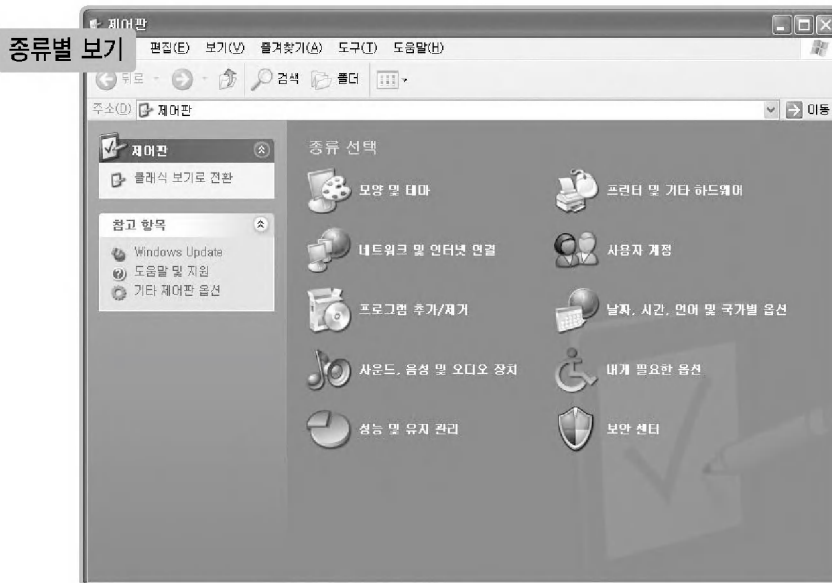 제어판
종류별 보기
편집(E) 보기(V) 즐겨찾기(A) 도구(T) 도움말(H)
뒤로 검색 폴더
주소(D) 제어판 이동
제어판
클래식 보기로 전환
참고 항목
Windows Update
도움말 및 지원
기타 제어판 옵션
종류 선택
모양 및 테마 프린터 및 기타 하드웨어
네트워크 및 인터넷 연결 사용자 계정
프로그램 추가/제거 날짜, 시간, 언어 및 국가별 옵션
사운드, 음성 및 오디오 장치 내게 필요한 옵션
성능 및 유지 관리 보안 센터